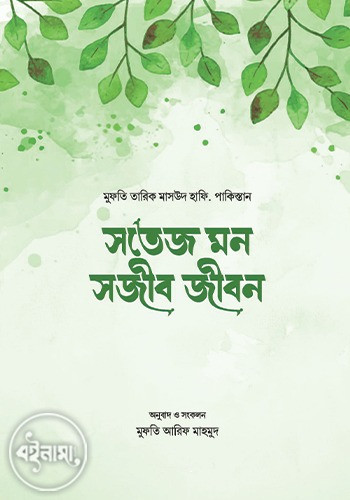 মুফতি তারিক মাসউদ হাফি. পাকিস্তান
সতেজ মন
সজীব জীবন
অনুবাদ ও সংকলন
মুফতি আরিফ মাহমুদ
বইনামা